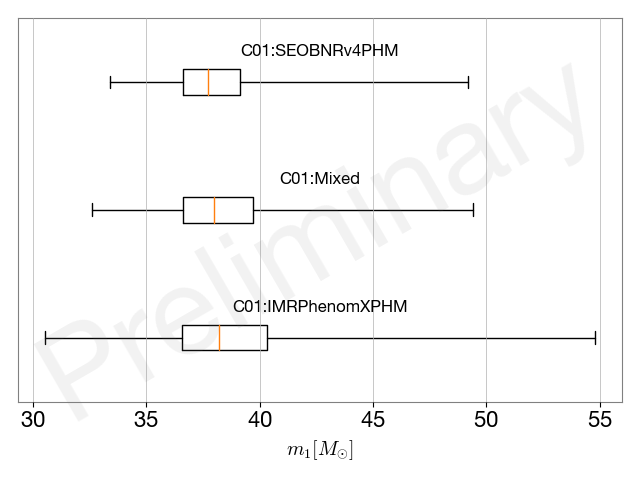 C01:SEOBNRv4PHM
C01:Mixed
C01:IMRPhenomXPHM
Preliminary
30 35 40 45 50 55
m₁[M☉]